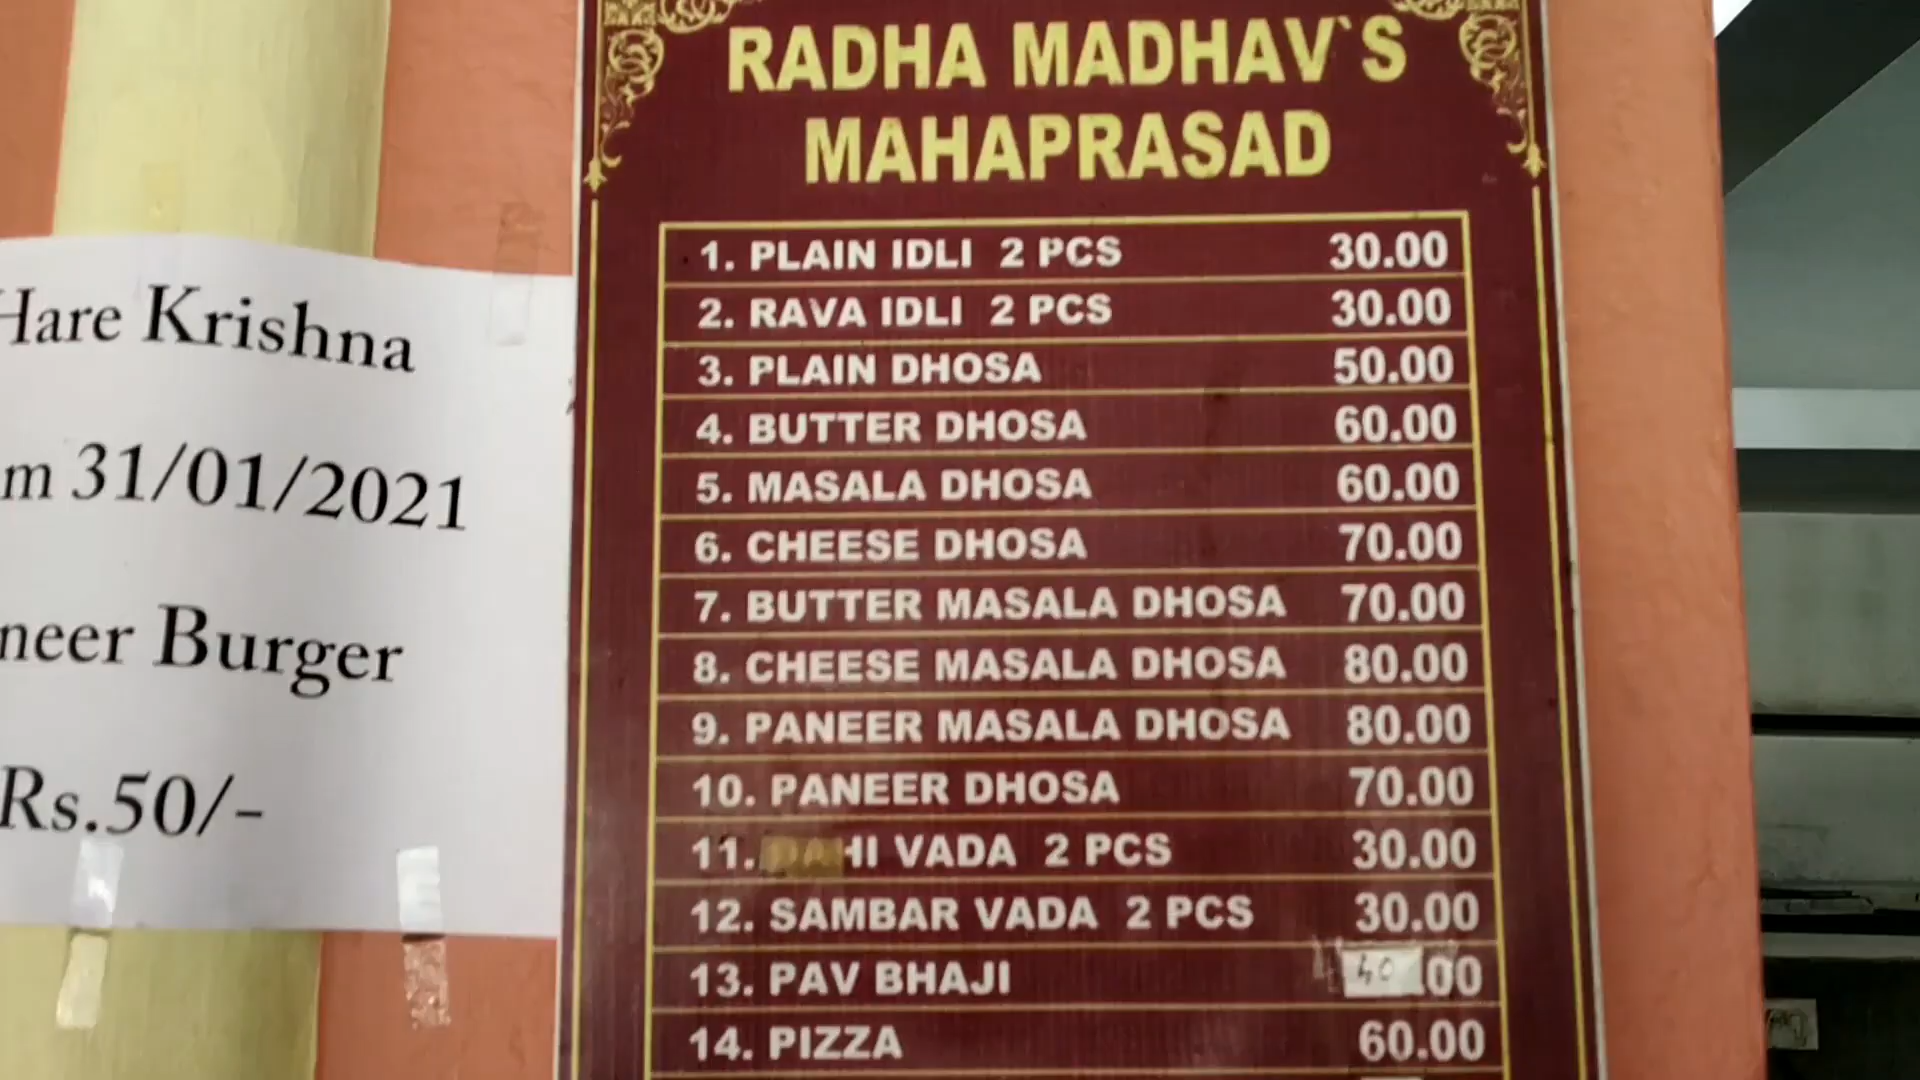 Hare Krishna
31/01/2021
Burger
Rs.50/-
RADHA MADHAV`S
MAHAPRASAD
1. PLAIN IDLI 2 PCS 30.00
2. RAVA IDLI 2 PCS 30.00
3. PLAIN DHOSA 50.00
4. BUTTER DHOSA 60.00
5. MASALA DHOSA 60.00
6. CHEESE DHOSA 70.00
7. BUTTER MASALA DHOSA 70.00
8. CHEESE MASALA DHOSA 80.00
9. PANEER MASALA DHOSA 80.00
10. PANEER DHOSA 70.00
11. VADA 2 PCS 30.00
12. SAMBAR VADA 2 PCS 30.00
13. PAV BHAJI 40.00
14. PIZZA 60.00